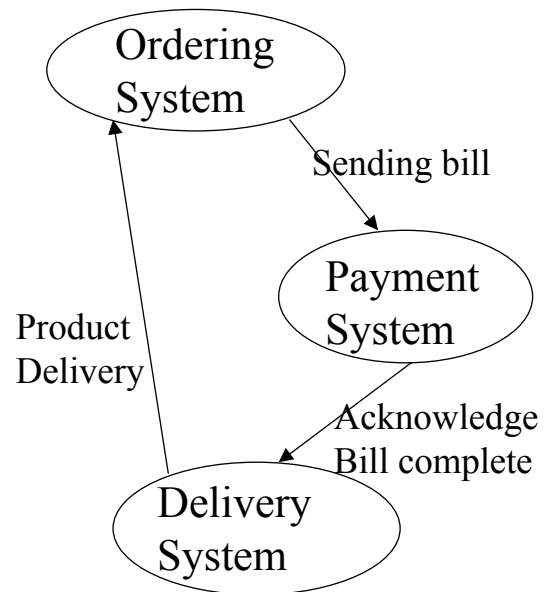 Ordering
System
Sending bill
Payment
System
Product
Delivery
Acknowledge
Bill complete
Delivery
System